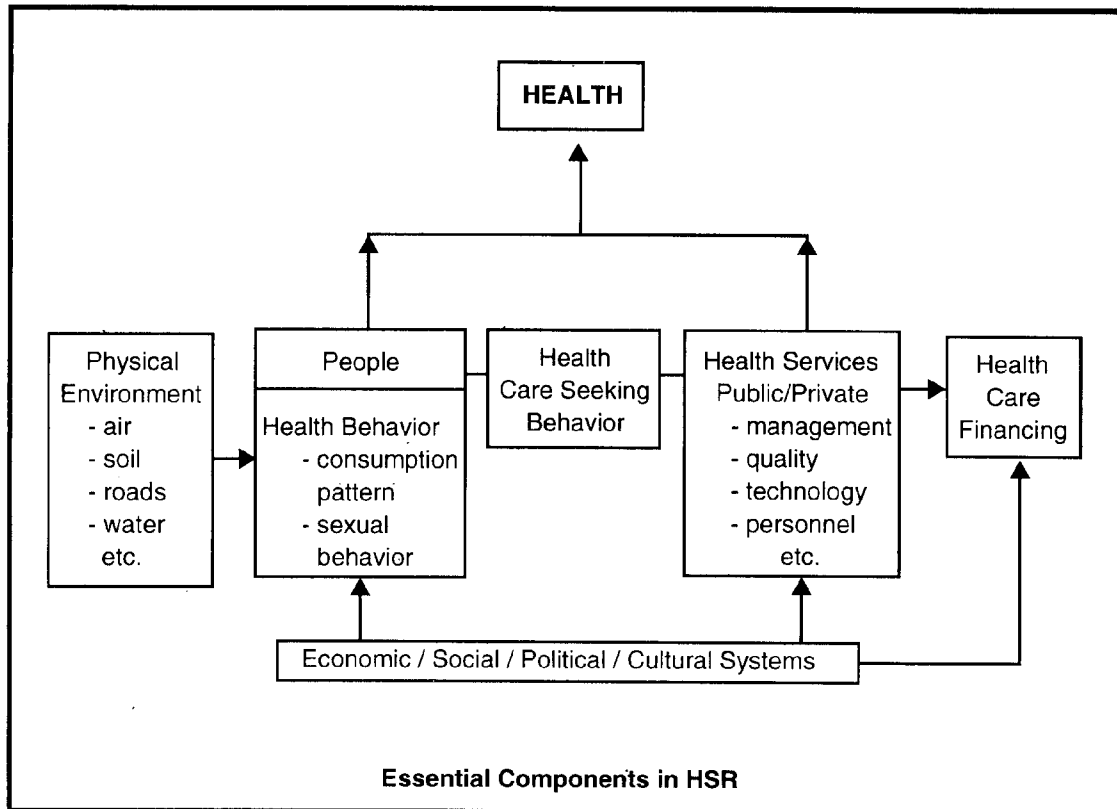 HEALTH
Physical
Environment
- air
- soil
- roads
- water
etc.
People
Health Behavior
- consumption
pattern
- sexual
behavior
Health
Care Seeking
Behavior
Health Services
Public/Private
- management
- quality
- technology
- personnel
etc.
Health
Care
Financing
Economic / Social / Political / Cultural Systems
Essential Components in HSR